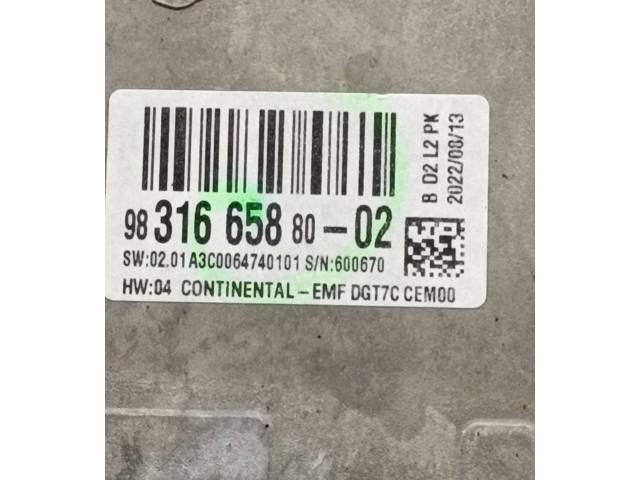 98 316 658 80-02
SW:02.01 A3C0064740101 S/N:600670
HW:04 CONTINENTAL-EMF DGT7C CEM00
B D2 L2 PK
2022/08/13